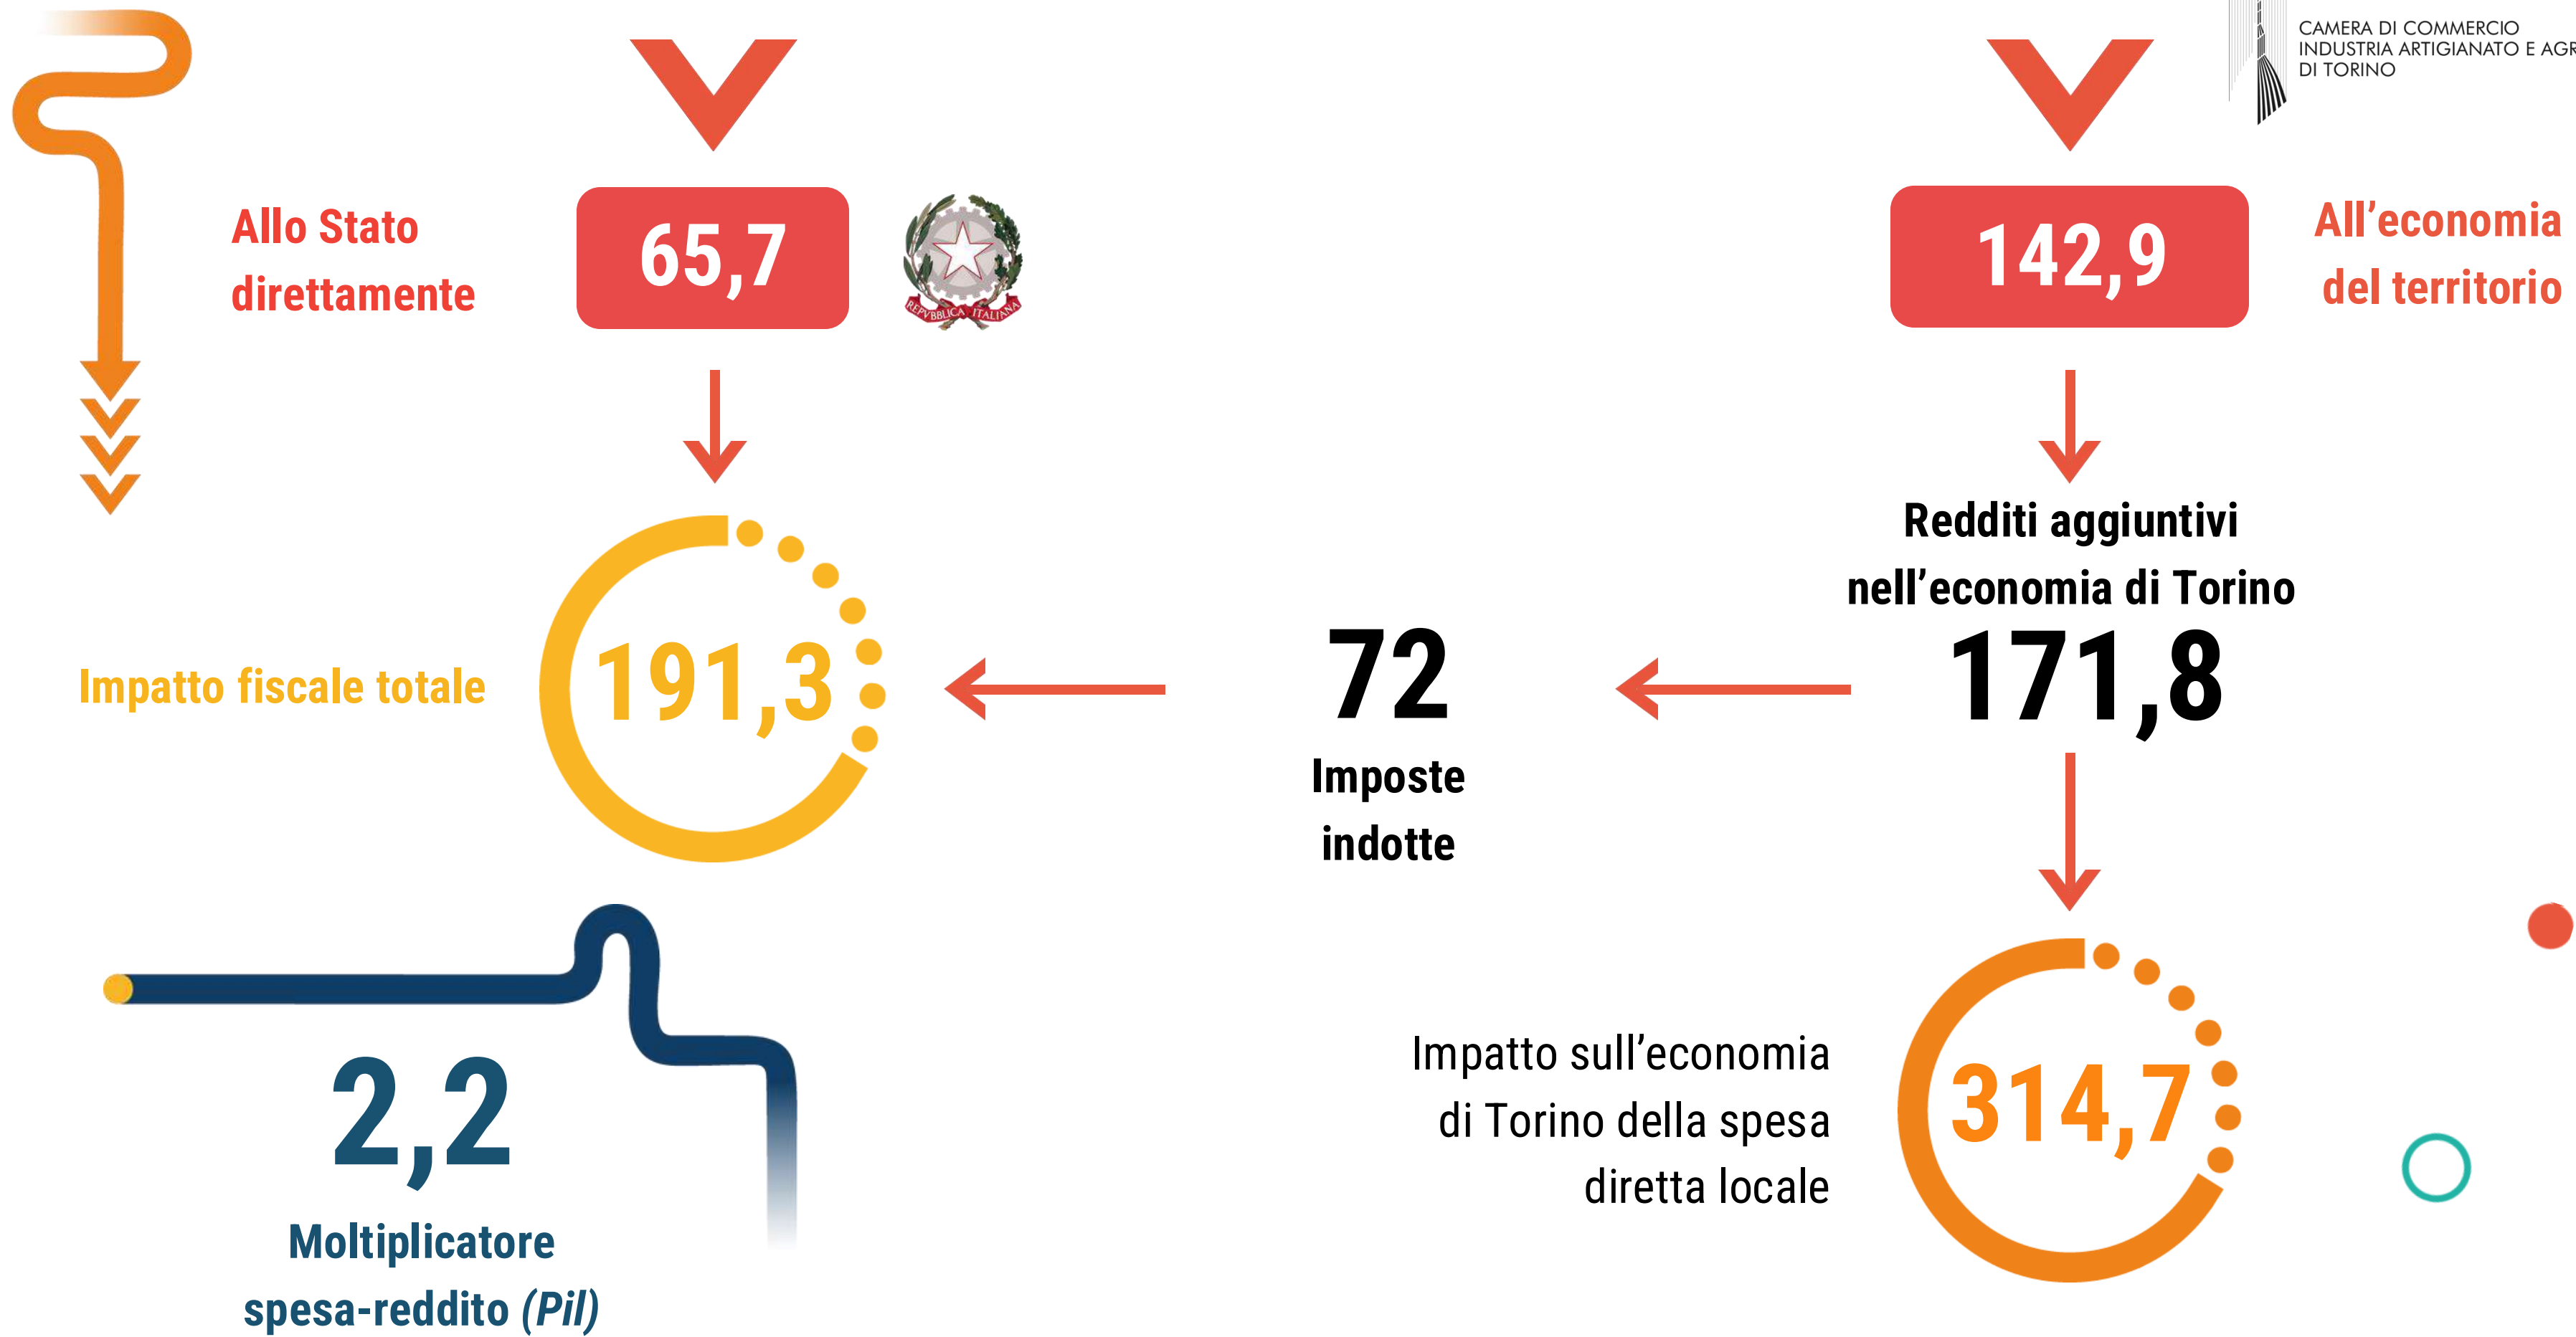 CAMERA DI COMMERCIO
INDUSTRIA ARTIGIANATO E AGR
DI TORINO
Allo Stato
direttamente
65,7
REPVBBLICA ITALIANA
142,9
All’economia
del territorio
Redditi aggiuntivi
nell’economia di Torino
171,8
72
Imposte
indotte
Impatto fiscale totale
191,3
2,2
Moltiplicatore
spesa-reddito (Pil)
Impatto sull’economia
di Torino della spesa
diretta locale
314,7